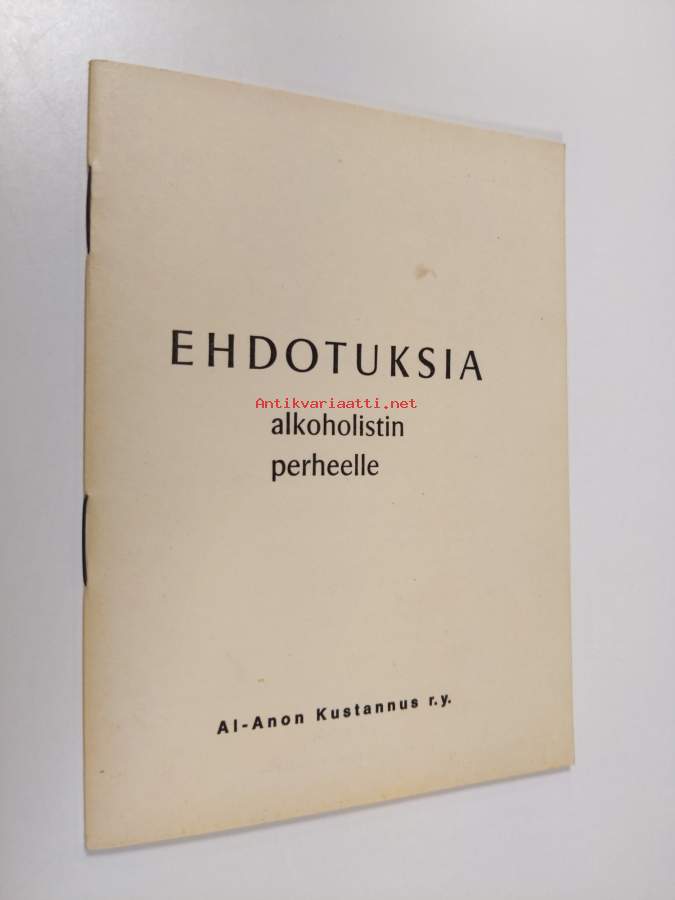 EHDOTUKSIA
Antikvariaatti.net
alkoholistin
perheelle
Al-Anon Kustannus r.y.